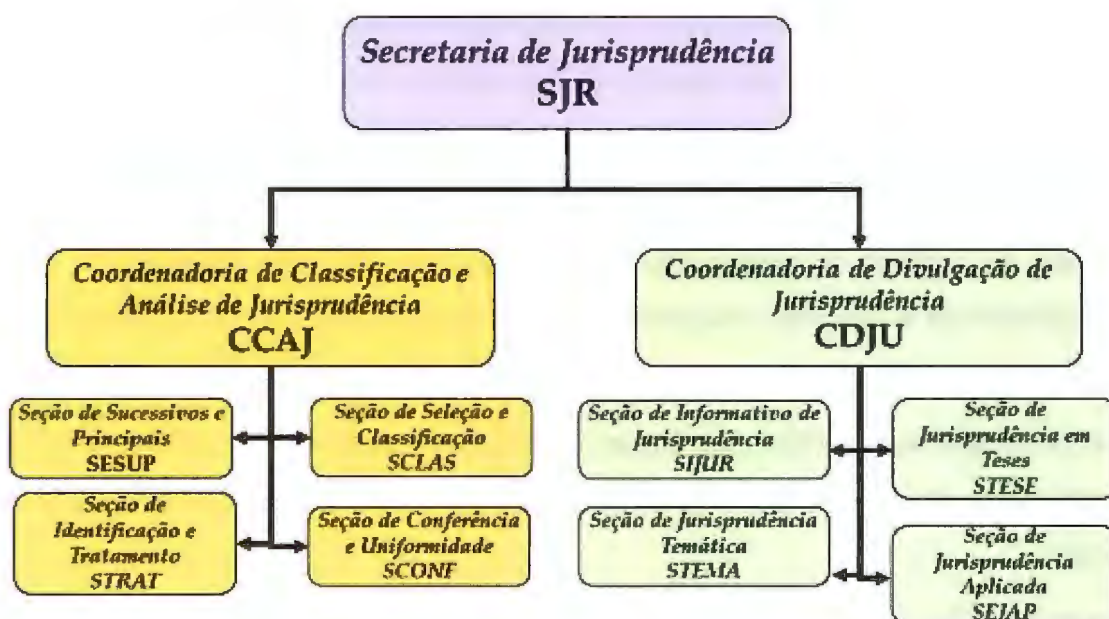 Secretaria de Jurisprudência
SJR
Coordenadoria de Classificação e
Análise de Jurisprudência
CCAJ
Coordenadoria de Divulgação de
Jurisprudência
CDJU
Seção de Sucessivos e
Principais
SESUP
Seção de Seleção e
Classificação
SCLAS
Seção de Informativo de
Jurisprudência
SIJUR
Seção de
Jurisprudência em
Teses
STESE
Seção de
Identificação e
Tratamento
STRAT
Seção de Conferência
e Uniformidade
SCONF
Seção de Jurisprudência
Temática
STEMA
Seção de
Jurisprudência
Aplicada
SEJAP